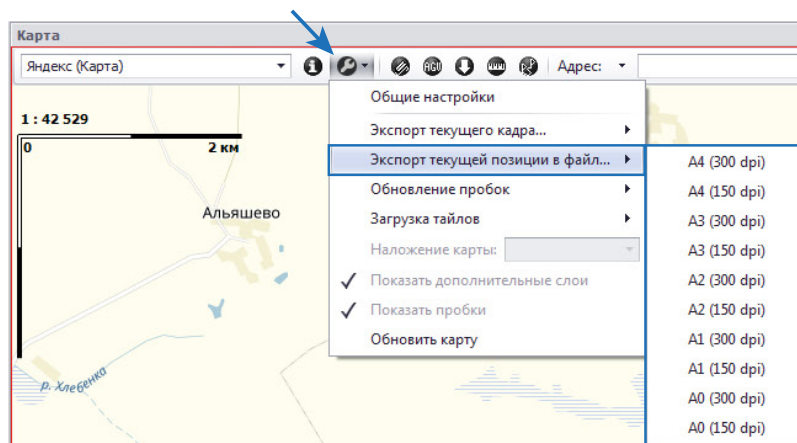 Карта
Яндекс (Карта)
AGU
Адрес:
1 : 42 529
0
2 км
Альяшево
р. Хлебенка
Общие настройки
Экспорт текущего кадра...
Экспорт текущей позиции в файл...
Обновление пробок
Загрузка тайлов
Наложение карты:
Показать дополнительные слои
Показать пробки
Обновить карту
A4 (300 dpi)
A4 (150 dpi)
A3 (300 dpi)
A3 (150 dpi)
A2 (300 dpi)
A2 (150 dpi)
A1 (300 dpi)
A1 (150 dpi)
A0 (300 dpi)
A0 (150 dpi)